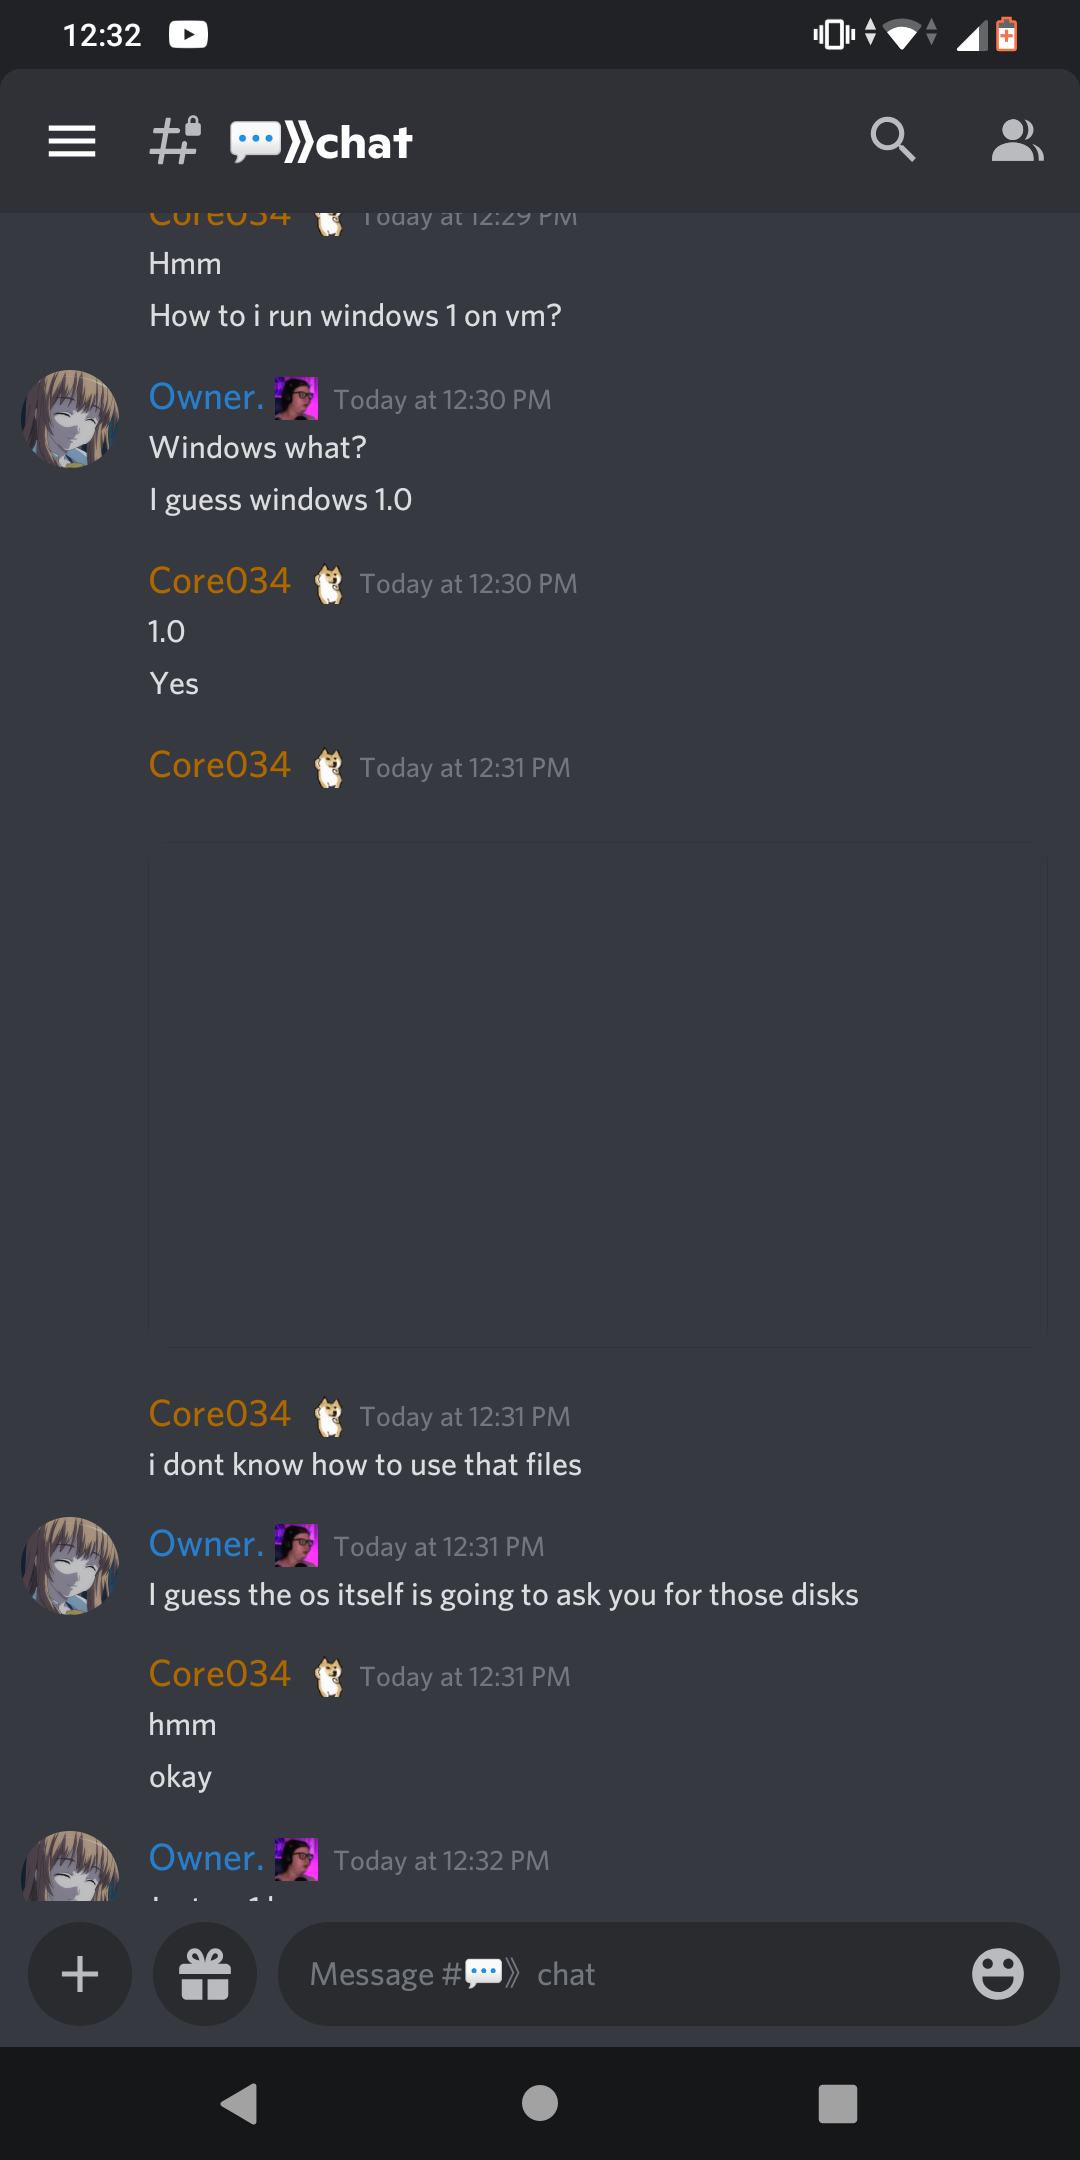 12:32
💬》chat
Core034 Today at 12:29 PM
Hmm
How to i run windows 1 on vm?
Owner. Today at 12:30 PM
Windows what?
I guess windows 1.0
Core034 Today at 12:30 PM
1.0
Yes
Core034 Today at 12:31 PM
Core034 Today at 12:31 PM
i dont know how to use that files
Owner. Today at 12:31 PM
I guess the os itself is going to ask you for those disks
Core034 Today at 12:31 PM
hmm
okay
Owner. Today at 12:32 PM
Message #💬》 chat